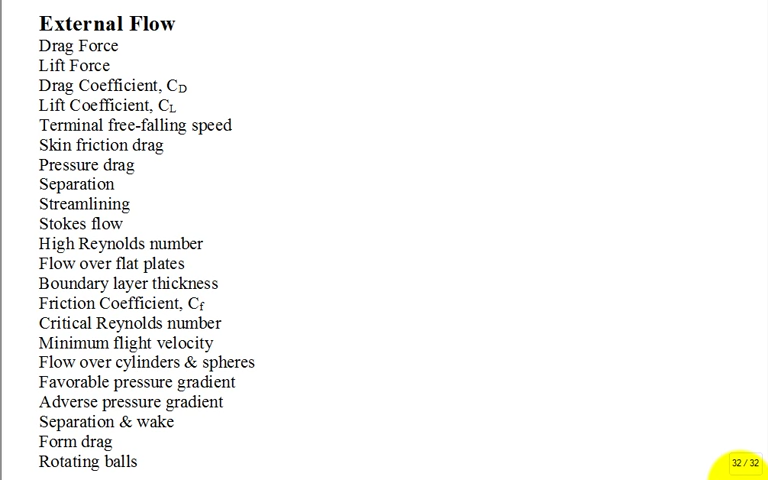 External Flow
Drag Force
Lift Force
Drag Coefficient, CD
Lift Coefficient, CL
Terminal free-falling speed
Skin friction drag
Pressure drag
Separation
Streamlining
Stokes flow
High Reynolds number
Flow over flat plates
Boundary layer thickness
Friction Coefficient, Cf
Critical Reynolds number
Minimum flight velocity
Flow over cylinders & spheres
Favorable pressure gradient
Adverse pressure gradient
Separation & wake
Form drag
Rotating balls
32 / 32